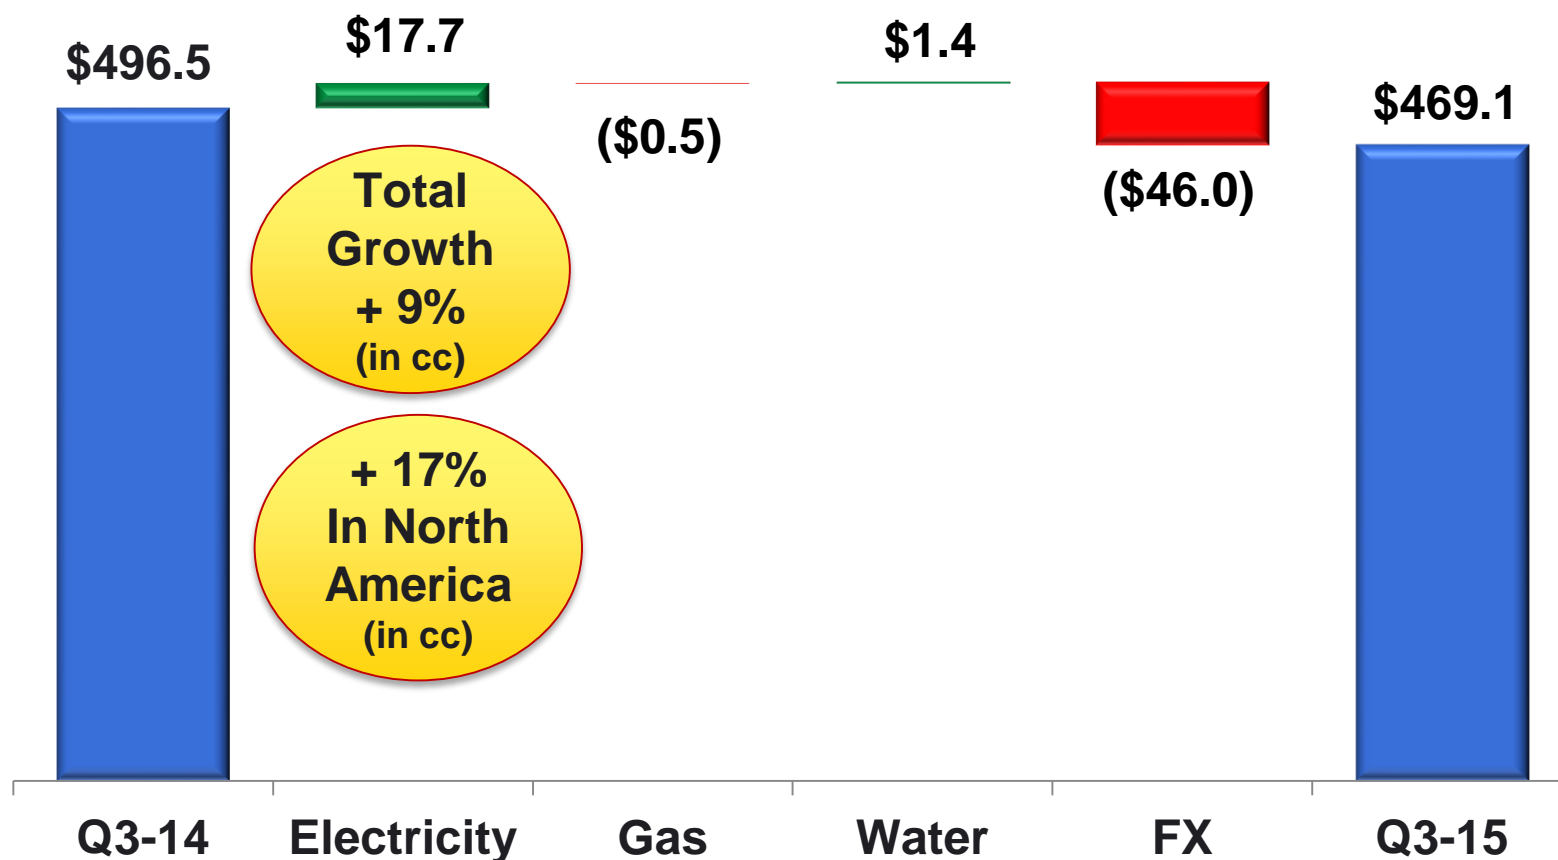 $496.5
$17.7
($0.5)
$1.4
($46.0)
$469.1
Total
Growth
+ 9%
(in cc)
+ 17%
In North
America
(in cc)
Q3-14 Electricity Gas Water FX Q3-15